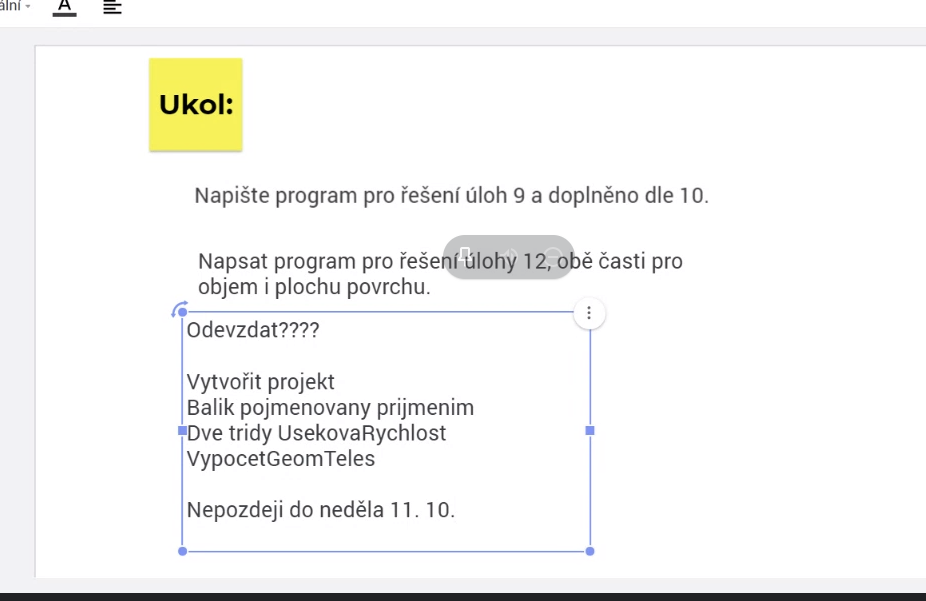 ální
A
Ukol:
Napište program pro řešení úloh 9 a doplněno dle 10.
Napsat program pro řešení úlohy 12, obě časti pro
objem i plochu povrchu.
Odevzdat????
Vytvořit projekt
Balik pojmenovany prijmenim
Dve tridy UsekovaRychlost
VypocetGeomTeles
Nepozdeji do neděla 11. 10.